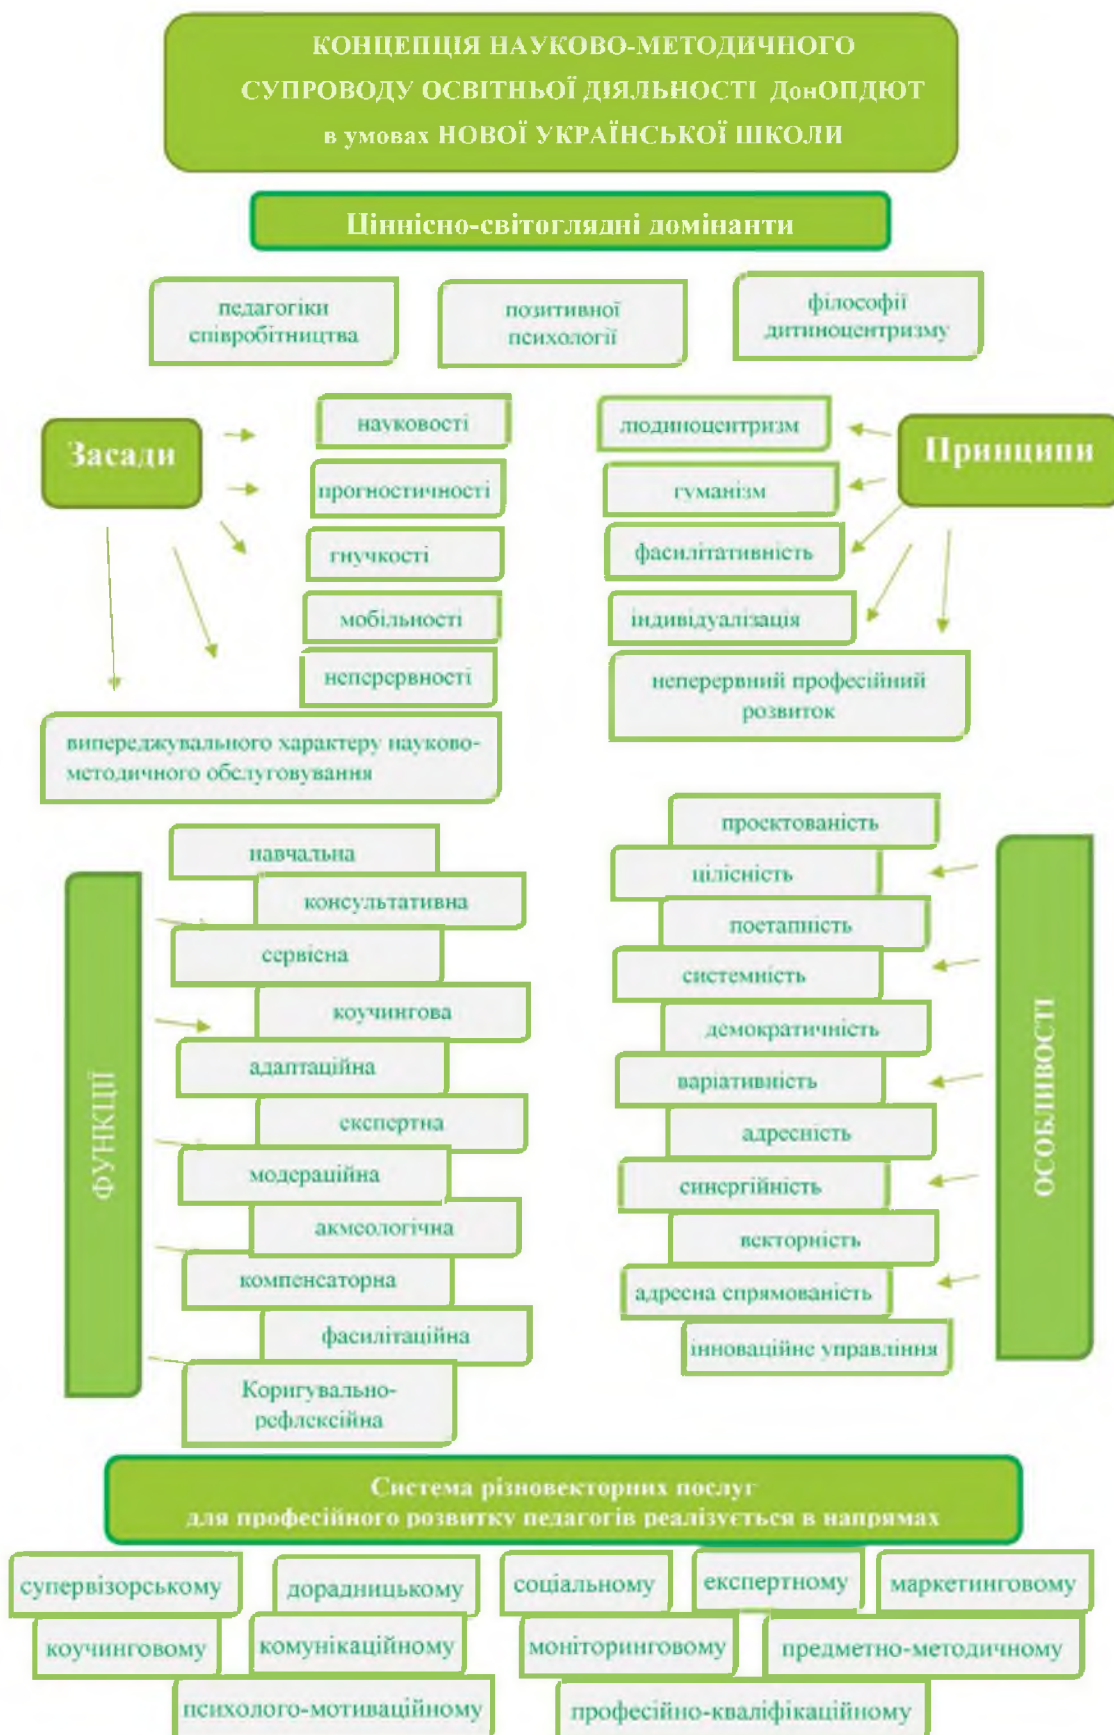 КОНЦЕПЦІЯ НАУКОВО-МЕТОДИЧНОГО
СУПРОВОДУ ОСВІТНЬОЇ ДІЯЛЬНОСТІ ДонОПДЮТ
в умовах НОВОЇ УКРАЇНСЬКОЇ ШКОЛИ
Ціннісно-світоглядні домінанти
педагогіки
співробітництва
позитивної
психології
філософії
дитиноцентризму
Засади
науковості
прогностичності
гнучкості
мобільності
неперервності
випереджувального характеру науково-
методичного обслуговування
Принципи
людиноцентризм
гуманізм
фасилітативність
індивідуалізація
неперервний професійний
розвиток
ФУНКЦІЇ
навчальна
консультативна
сервісна
коучингова
адаптаційна
експертна
модераційна
акмеологічна
компенсаторна
фасилітаційна
Коригувально-
рефлексійна
ОСОБЛИВОСТІ
проєктованість
цілісність
поетапність
системність
демократичність
варіативність
адресність
синергійність
векторність
адресна спрямованість
інноваційне управління
Система різновекторних послуг
для професійного розвитку педагогів реалізується в напрямах
супервізорському
дорадницькому
соціальному
експертному
маркетинговому
коучинговому
комунікаційному
моніторинговому
предметно-методичному
психолого-мотиваційному
професійно-кваліфікаційному